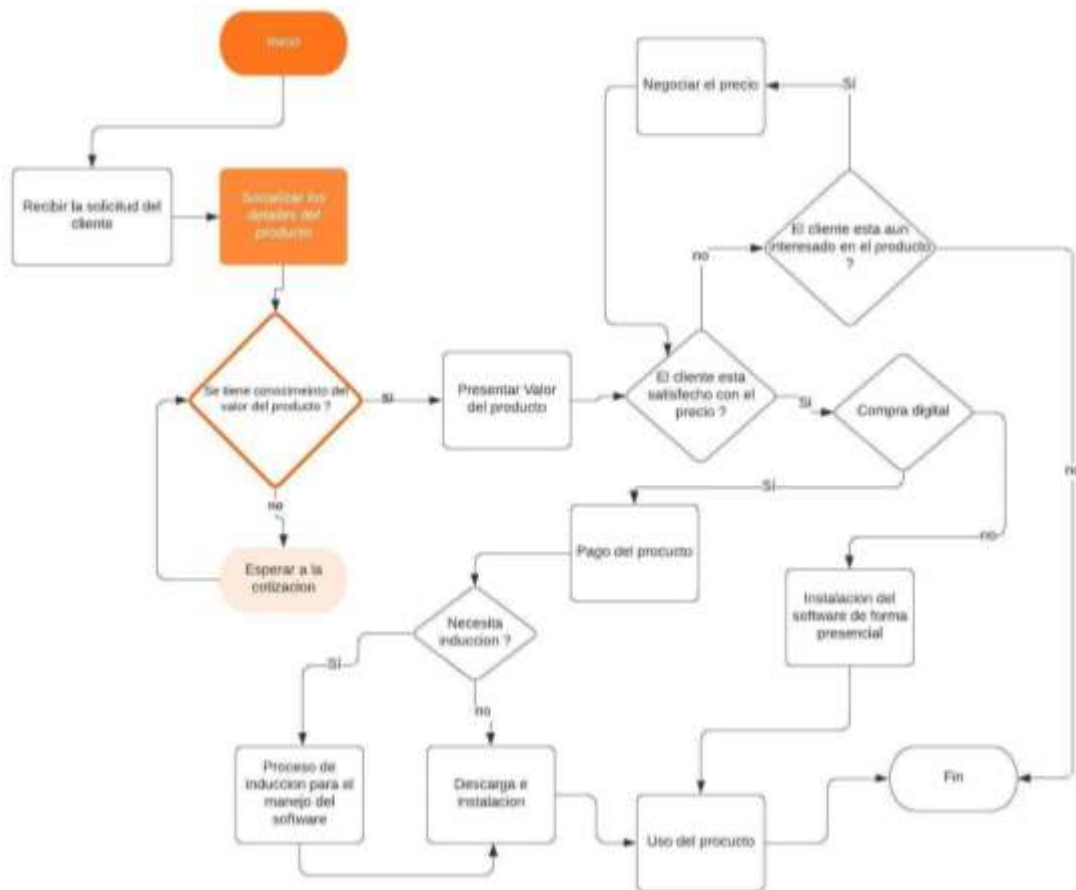 Inicio
Recibir la solicitud del
cliente
Socializar los
detalles del
producto
Se tiene conocimeinto del
valor del producto ?
si
no
Esperar a la
cotizacion
Presentar Valor
del producto
El cliente esta
satisfecho con el
precio ?
no
El cliente esta aun
interesado en el producto
?
Sí
Negociar el precio
no
Si
Compra digital
Sí
no
Pago del procucto
Instalacion del
software de forma
presencial
Necesita
induccion ?
Sí
no
Proceso de
induccion para el
manejo del
software
Descarga e
instalacion
Uso del procucto
Fin